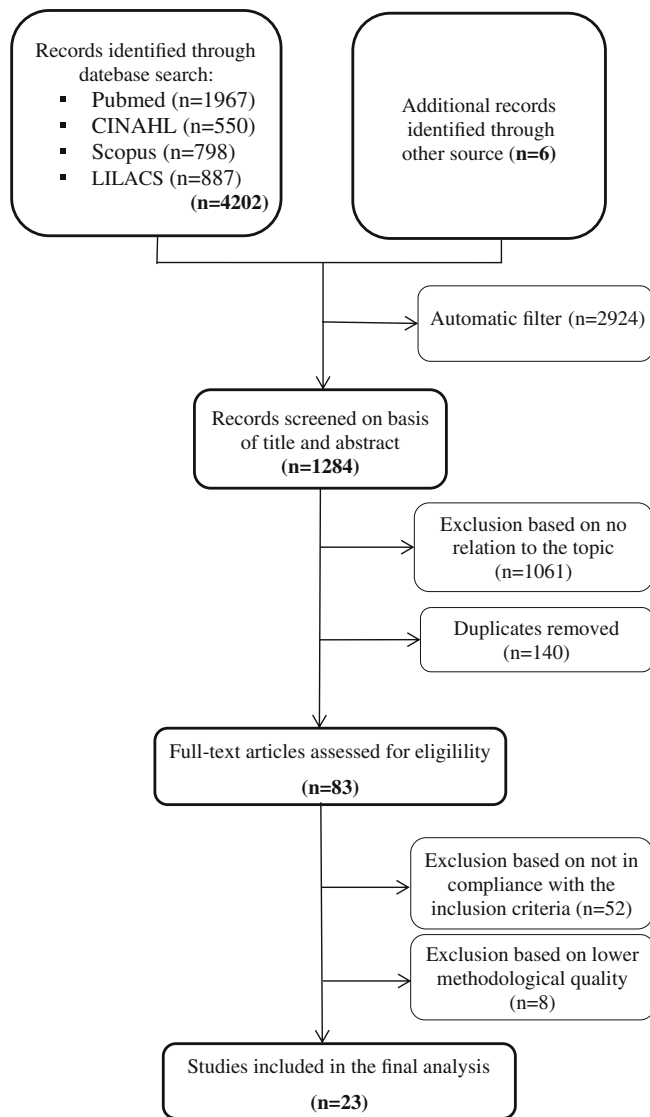 Records identified through
datebase search:
▪ Pubmed (n=1967)
▪ CINAHL (n=550)
▪ Scopus (n=798)
▪ LILACS (n=887)
(n=4202)
Additional records
identified through
other source (n=6)
Automatic filter (n=2924)
Records screened on basis
of title and abstract
(n=1284)
Exclusion based on no
relation to the topic
(n=1061)
Duplicates removed
(n=140)
Full-text articles assessed for eligilility
(n=83)
Exclusion based on not in
compliance with the
inclusion criteria (n=52)
Exclusion based on lower
methodological quality
(n=8)
Studies included in the final analysis
(n=23)